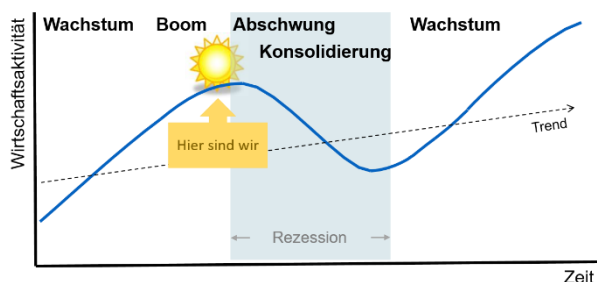 Wachstum Boom Abschwung Wachstum
Konsolidierung
Wirtschaftsaktivität
Hier sind wir
Trend
Rezession
Zeit